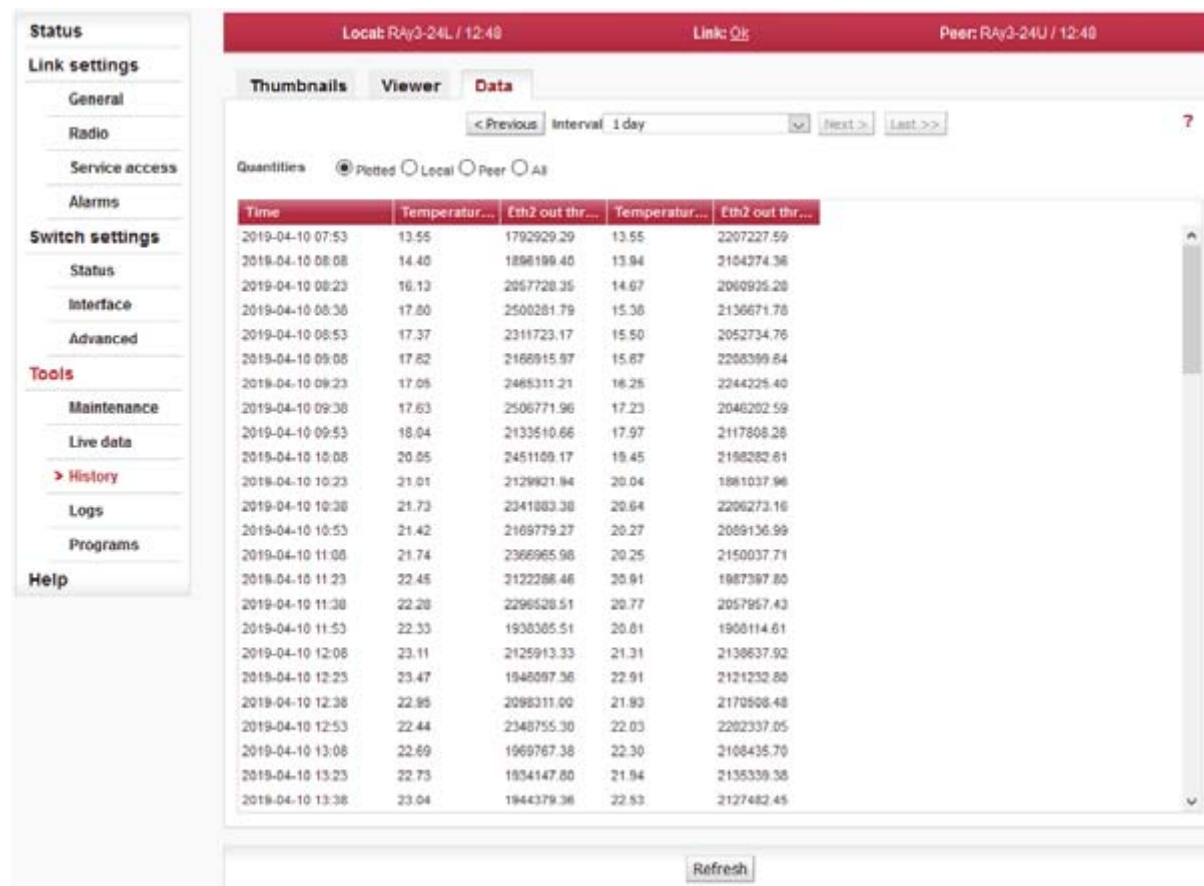 Status
Link settings
General
Radio
Service access
Alarms
Switch settings
Status
Interface
Advanced
Tools
Maintenance
Live data
> History
Logs
Programs
Help
Local: RAy3-24L / 12:48 Link: Ok Peer: RAy3-24U / 12:48
Thumbnails Viewer Data
< Previous Interval 1 day Next > Last >> ?
Quantities Plotted Local Peer All
Time Temperatur... Eth2 out thr... Temperatur... Eth2 out thr...
2019-04-10 07:53 13.55 1792929.29 13.55 2207227.59
2019-04-10 08:08 14.40 1896199.40 13.94 2104274.36
2019-04-10 08:23 16.13 2057728.35 14.67 2060935.28
2019-04-10 08:38 17.80 2500281.79 15.38 2136671.78
2019-04-10 08:53 17.37 2311723.17 15.50 2052734.76
2019-04-10 09:08 17.62 2166915.97 15.67 2208399.64
2019-04-10 09:23 17.05 2465311.21 16.25 2244225.40
2019-04-10 09:38 17.63 2506771.96 17.23 2046202.59
2019-04-10 09:53 18.04 2133510.66 17.97 2117808.28
2019-04-10 10:08 20.05 2451109.17 19.45 2198282.61
2019-04-10 10:23 21.01 2129921.94 20.04 1861037.96
2019-04-10 10:38 21.73 2341883.38 20.64 2206273.16
2019-04-10 10:53 21.42 2169779.27 20.27 2089136.99
2019-04-10 11:08 21.74 2366965.98 20.25 2150037.71
2019-04-10 11:23 22.45 2122286.46 20.91 1987397.80
2019-04-10 11:38 22.28 2296528.51 20.77 2057957.43
2019-04-10 11:53 22.33 1938385.51 20.81 1908114.61
2019-04-10 12:08 23.11 2125913.33 21.31 2138637.92
2019-04-10 12:23 23.47 1946097.36 22.91 2121232.80
2019-04-10 12:38 22.95 2098311.00 21.93 2170508.48
2019-04-10 12:53 22.44 2348755.30 22.03 2202337.05
2019-04-10 13:08 22.69 1969767.38 22.30 2108435.70
2019-04-10 13:23 22.73 1934147.80 21.94 2135339.38
2019-04-10 13:38 23.04 1944379.36 22.53 2127482.45
Refresh